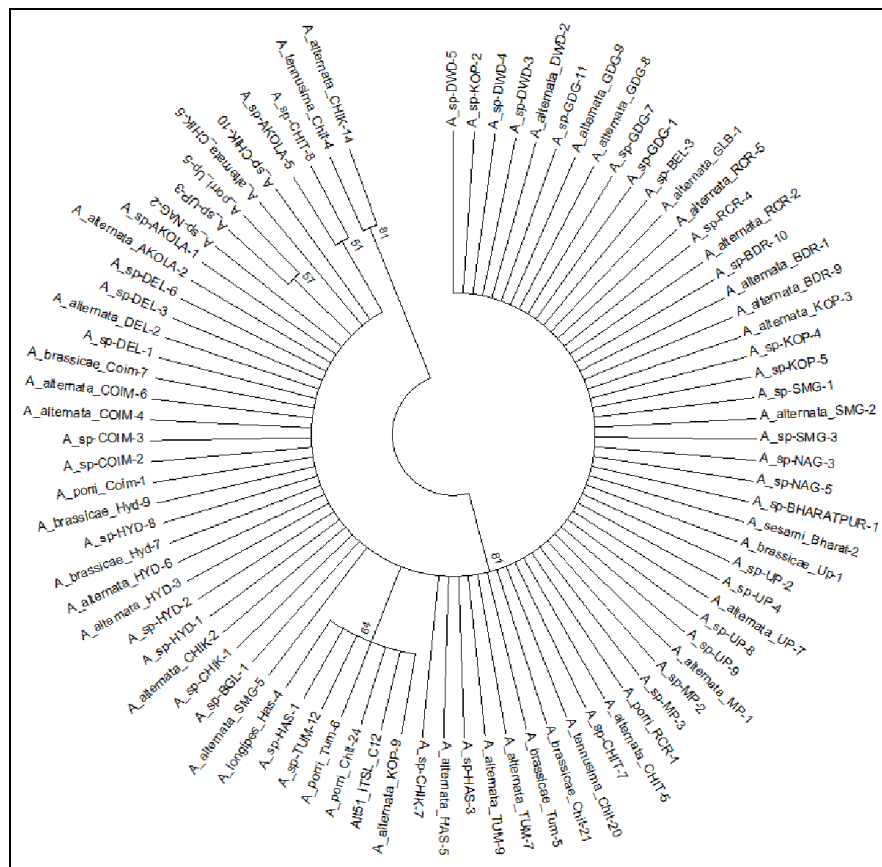 A_sp-DWD-5
A_sp-KOP-2
A_sp-DWD-4
A_sp-DWD-3
A_alternata_DWD-2
A_sp-GDG-11
A_alternata_GDG-9
A_alternata_GDG-8
A_sp-GDG-7
A_sp-GDG-1
A_sp-BEL-3
A_alternata_GLB-1
A_alternata_RCR-5
A_sp-RCR-4
A_alternata_RCR-2
A_sp-BDR-10
A_alternata_BDR-1
A_alternata_BDR-9
A_alternata_KOP-3
A_sp-KOP-4
A_sp-KOP-5
A_sp-SMG-1
A_alternata_SMG-2
A_sp-SMG-3
A_sp-NAG-3
A_sp-NAG-5
A_sp-BHARATPUR-1
A_sesami_Bharat-2
A_brassicae_Up-1
A_sp-UP-2
A_sp-UP-4
A_alternata_UP-7
A_sp-UP-8
A_sp-UP-9
A_alternata_MP-1
A_sp-MP-2
A_sp-MP-3
A_porri_RCR-1
A_alternata_CHIT-5
A_sp-CHIT-7
A_tennusima_Chit-20
A_brassicae_Chit-21
A_brassicae_Tum-5
A_alternata_TUM-7
A_alternata_TUM-9
A_sp-HAS-3
A_alternata_HAS-5
A_sp-CHIK-7
A_alternata_KOP-9
Alt51_ITSL_C12
A_porri_Chit-24
A_porri_Tum-6
A_sp-TUM-12
A_sp-HAS-1
A_longipes_Has-4
A_alternata_SMG-5
A_sp-BGL-1
A_sp-CHIK-1
A_alternata_CHIK-2
A_sp-HYD-1
A_sp-HYD-2
A_alternata_HYD-3
A_alternata_HYD-6
A_brassicae_Hyd-7
A_sp-HYD-8
A_brassicae_Hyd-9
A_porri_Coim-1
A_sp-COIM-2
A_sp-COIM-3
A_alternata_COIM-4
A_alternata_COIM-6
A_brassicae_Coim-7
A_sp-DEL-1
A_alternata_DEL-2
A_sp-DEL-3
A_sp-DEL-6
A_alternata_AKOLA-2
A_sp-AKOLA-1
A_sp-NAG-2
A_sp-UP-3
A_porri_Up-5
A_alternata_CHIK-5
A_sp-CHIK-10
A_sp-AKOLA-5
A_sp-CHIT-8
A_tennusima_Chit-4
A_alternata_CHIK-14
81
61
57
61
64